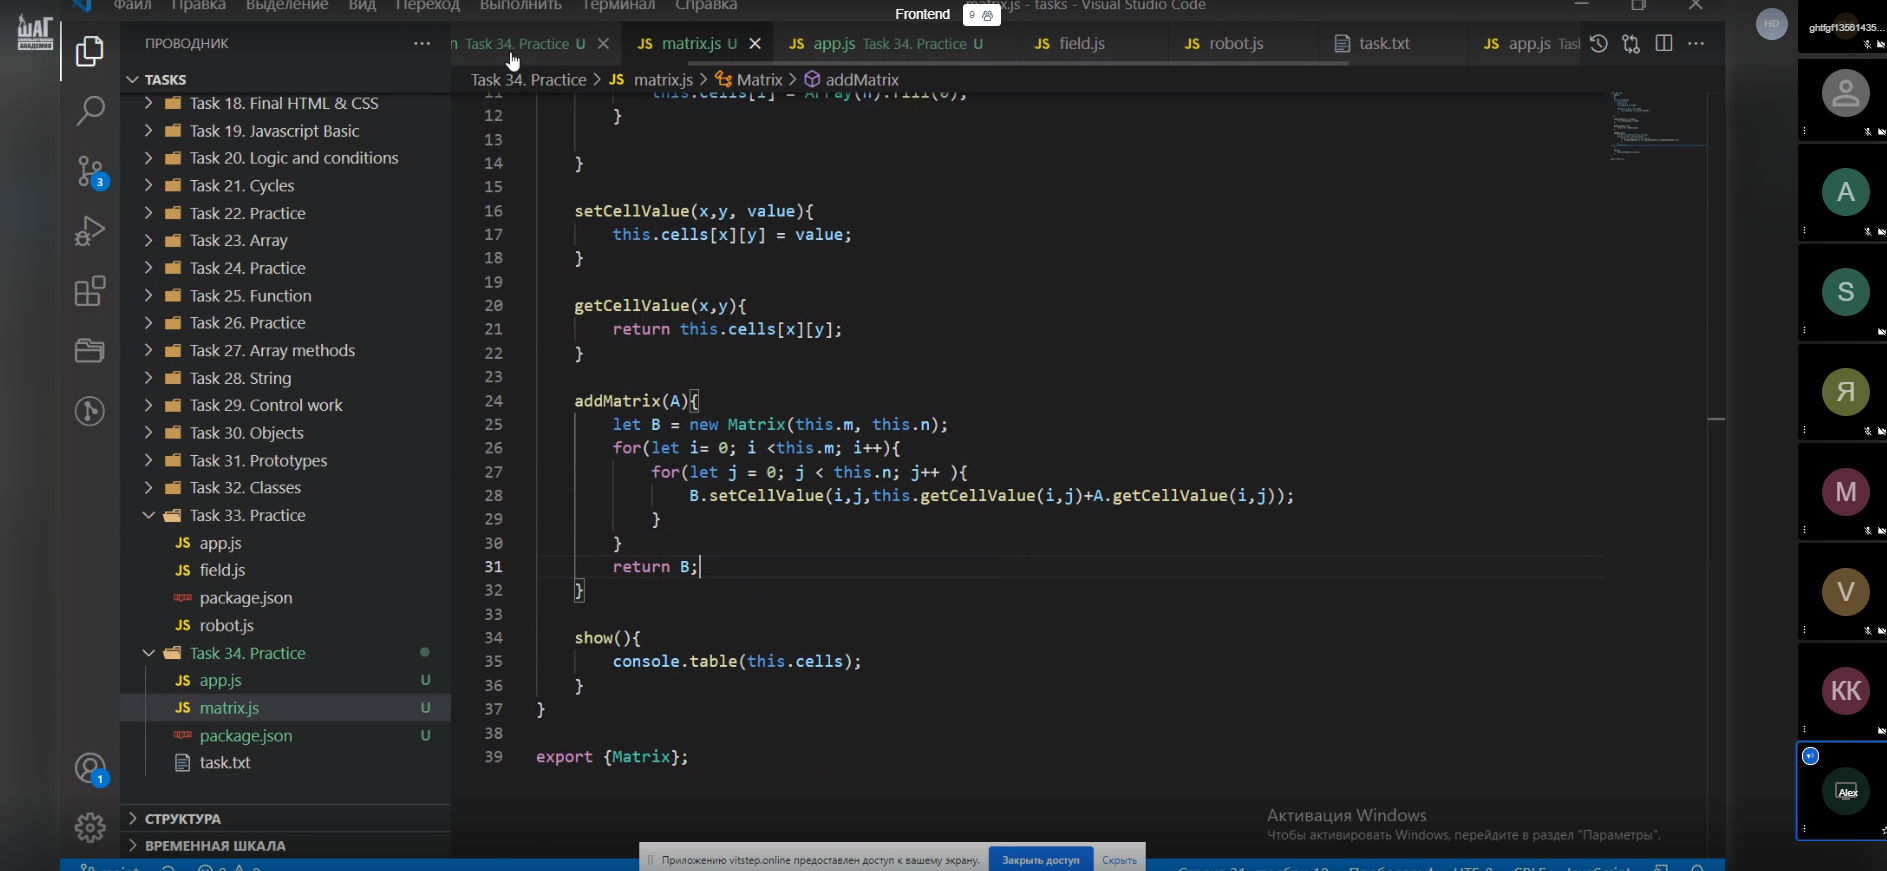 ШАГ
АКАДЕМИЯ
Файл Правка Выделение Вид Переход Выполнить Терминал Справка
matrix.js - tasks - Visual Studio Code
Frontend 9
HD
ghtfgf13561435...
ПРОВОДНИК
Task 34. Practice U
JS matrix.js U
JS app.js Task 34. Practice U
JS field.js
JS robot.js
task.txt
JS app.js
Task 34. Practice > JS matrix.js > Matrix > addMatrix
TASKS
Task 18. Final HTML & CSS
Task 19. Javascript Basic
Task 20. Logic and conditions
Task 21. Cycles
Task 22. Practice
Task 23. Array
Task 24. Practice
Task 25. Function
Task 26. Practice
Task 27. Array methods
Task 28. String
Task 29. Control work
Task 30. Objects
Task 31. Prototypes
Task 32. Classes
Task 33. Practice
JS app.js
JS field.js
package.json
JS robot.js
Task 34. Practice
JS app.js U
JS matrix.js U
package.json U
task.txt
СТРУКТУРА
ВРЕМЕННАЯ ШКАЛА
3
1
11 this.cells[i] = Array(n).fill(0);
12 }
13
14 }
15
16 setCellValue(x,y, value){
17 this.cells[x][y] = value;
18 }
19
20 getCellValue(x,y){
21 return this.cells[x][y];
22 }
23
24 addMatrix(A){
25 let B = new Matrix(this.m, this.n);
26 for(let i= 0; i <this.m; i++){
27 for(let j = 0; j < this.n; j++ ){
28 B.setCellValue(i,j,this.getCellValue(i,j)+A.getCellValue(i,j));
29 }
30 }
31 return B;
32 }
33
34 show(){
35 console.table(this.cells);
36 }
37 }
38
39 export {Matrix};
Активация Windows
Чтобы активировать Windows, перейдите в раздел "Параметры".
Приложению vitstep.online предоставлен доступ к вашему экрану. Закрыть доступ Скрыть
A
S
Я
M
V
КК
Alex